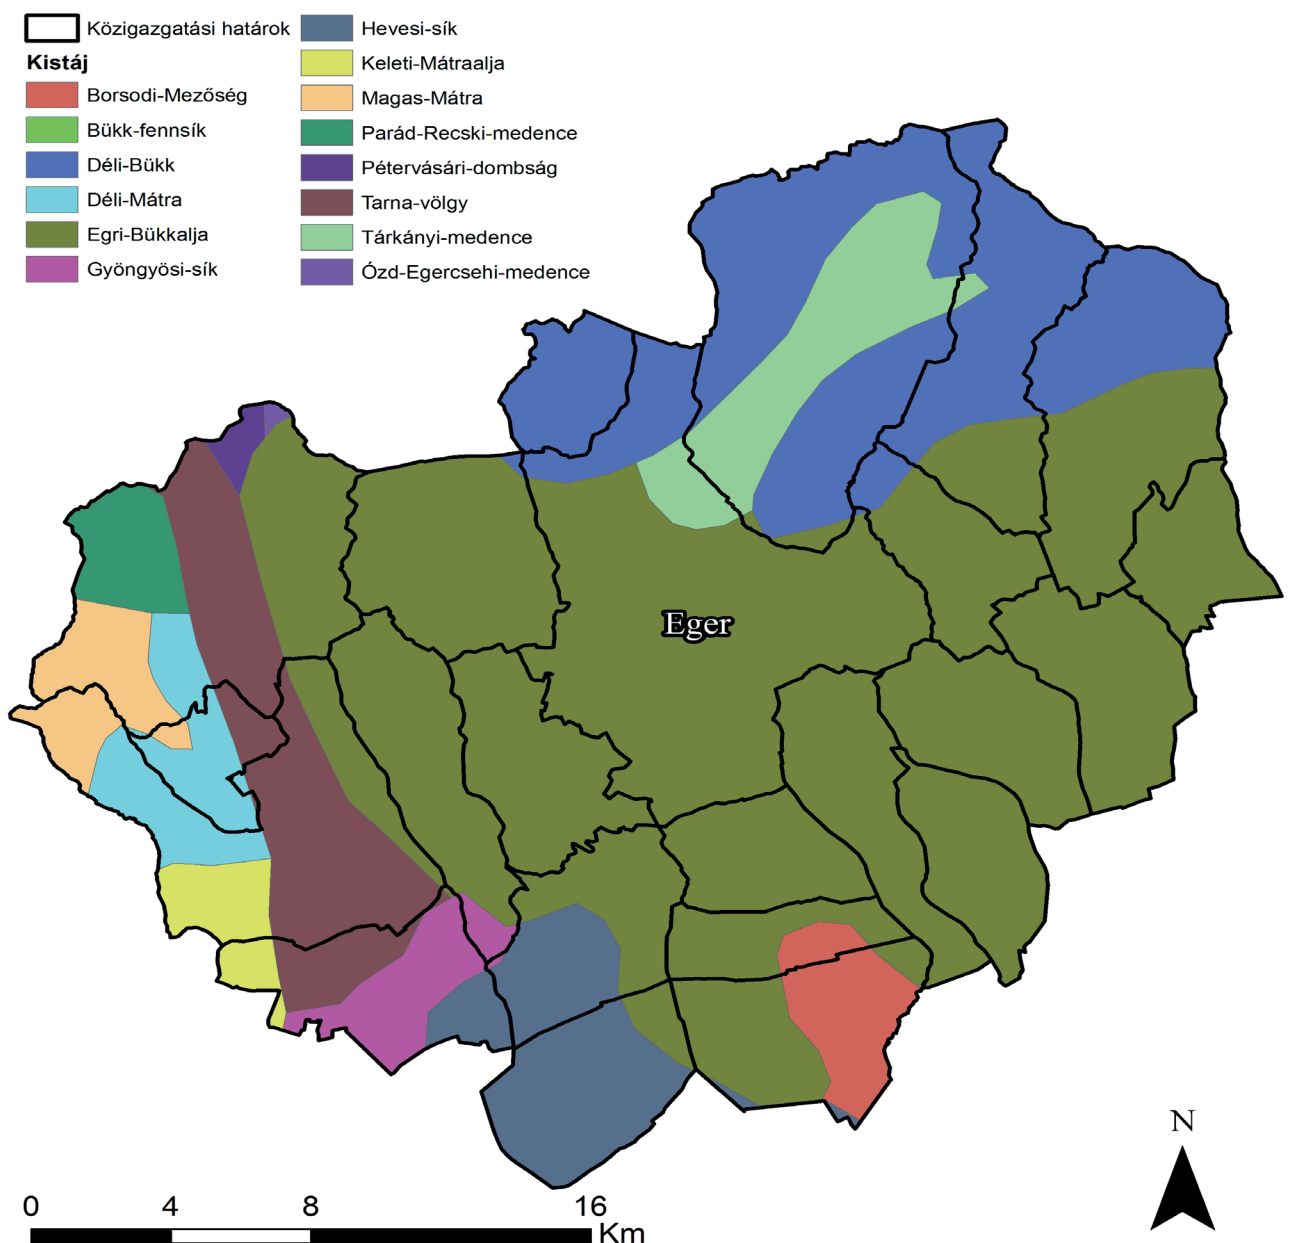 Közigazgatási határok
Kistáj
Borsodi-Mezőség
Bükk-fennsík
Déli-Bükk
Déli-Mátra
Egri-Bükkalja
Gyöngyösi-sík
Hevesi-sík
Keleti-Mátraalja
Magas-Mátra
Parád-Recski-medence
Pétervásári-dombság
Tarna-völgy
Tárkányi-medence
Ózd-Egercsehi-medence
Eger
N
0 4 8 16
Km